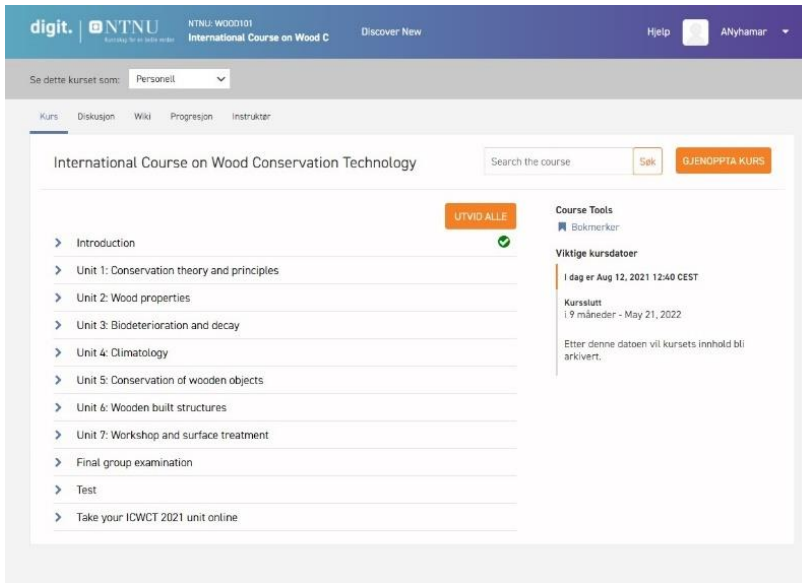 digit. NTNU
Kunnskap for en bedre verden
NTNU: WOOD101
International Course on Wood C
Discover New
Hjelp
ANyhamar
Se dette kurset som: Personell
Kurs Diskusjon Wiki Progresjon Instruktør
International Course on Wood Conservation Technology
Search the course
Søk
GJENOPPTA KURS
UTVID ALLE
Introduction
Unit 1: Conservation theory and principles
Unit 2: Wood properties
Unit 3: Biodeterioration and decay
Unit 4: Climatology
Unit 5: Conservation of wooden objects
Unit 6: Wooden built structures
Unit 7: Workshop and surface treatment
Final group examination
Test
Take your ICWCT 2021 unit online
Course Tools
Bokmerker
Viktige kursdatoer
I dag er Aug 12, 2021 12:40 CEST
Kursslutt
i 9 måneder - May 21, 2022
Etter denne datoen vil kursets innhold bli
arkivert.